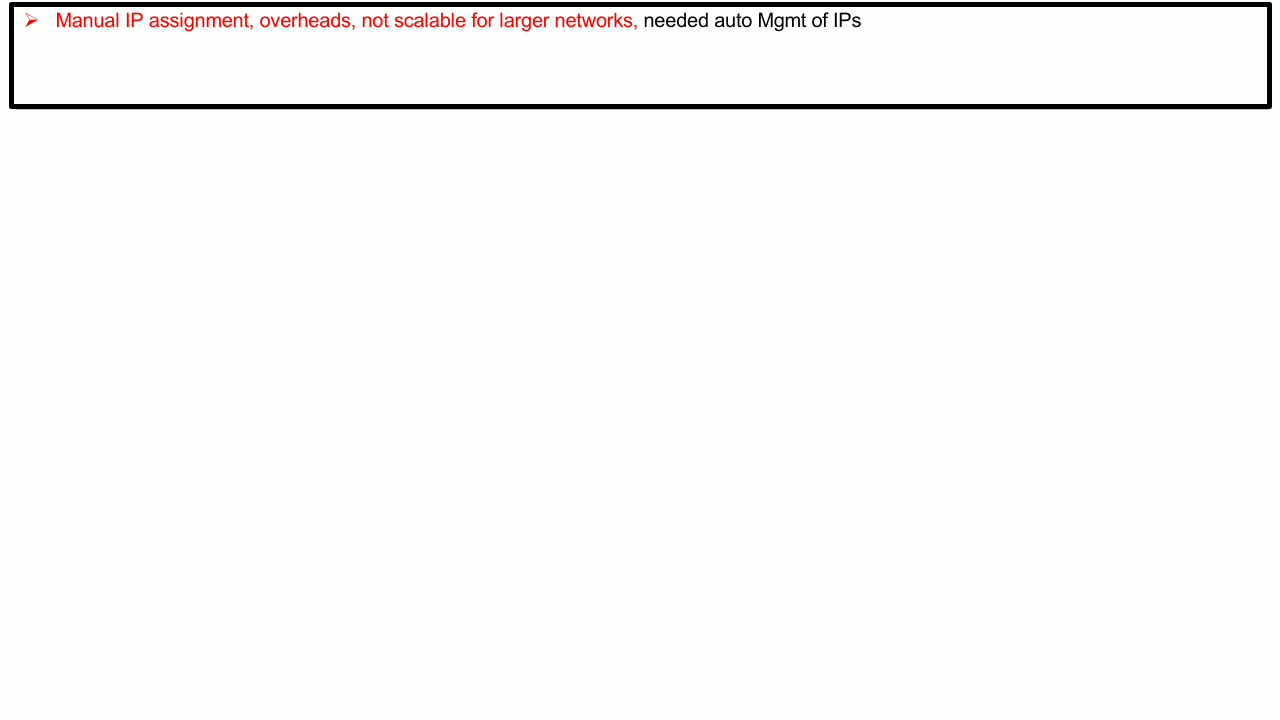 ➢ Manual IP assignment, overheads, not scalable for larger networks, needed auto Mgmt of IPs